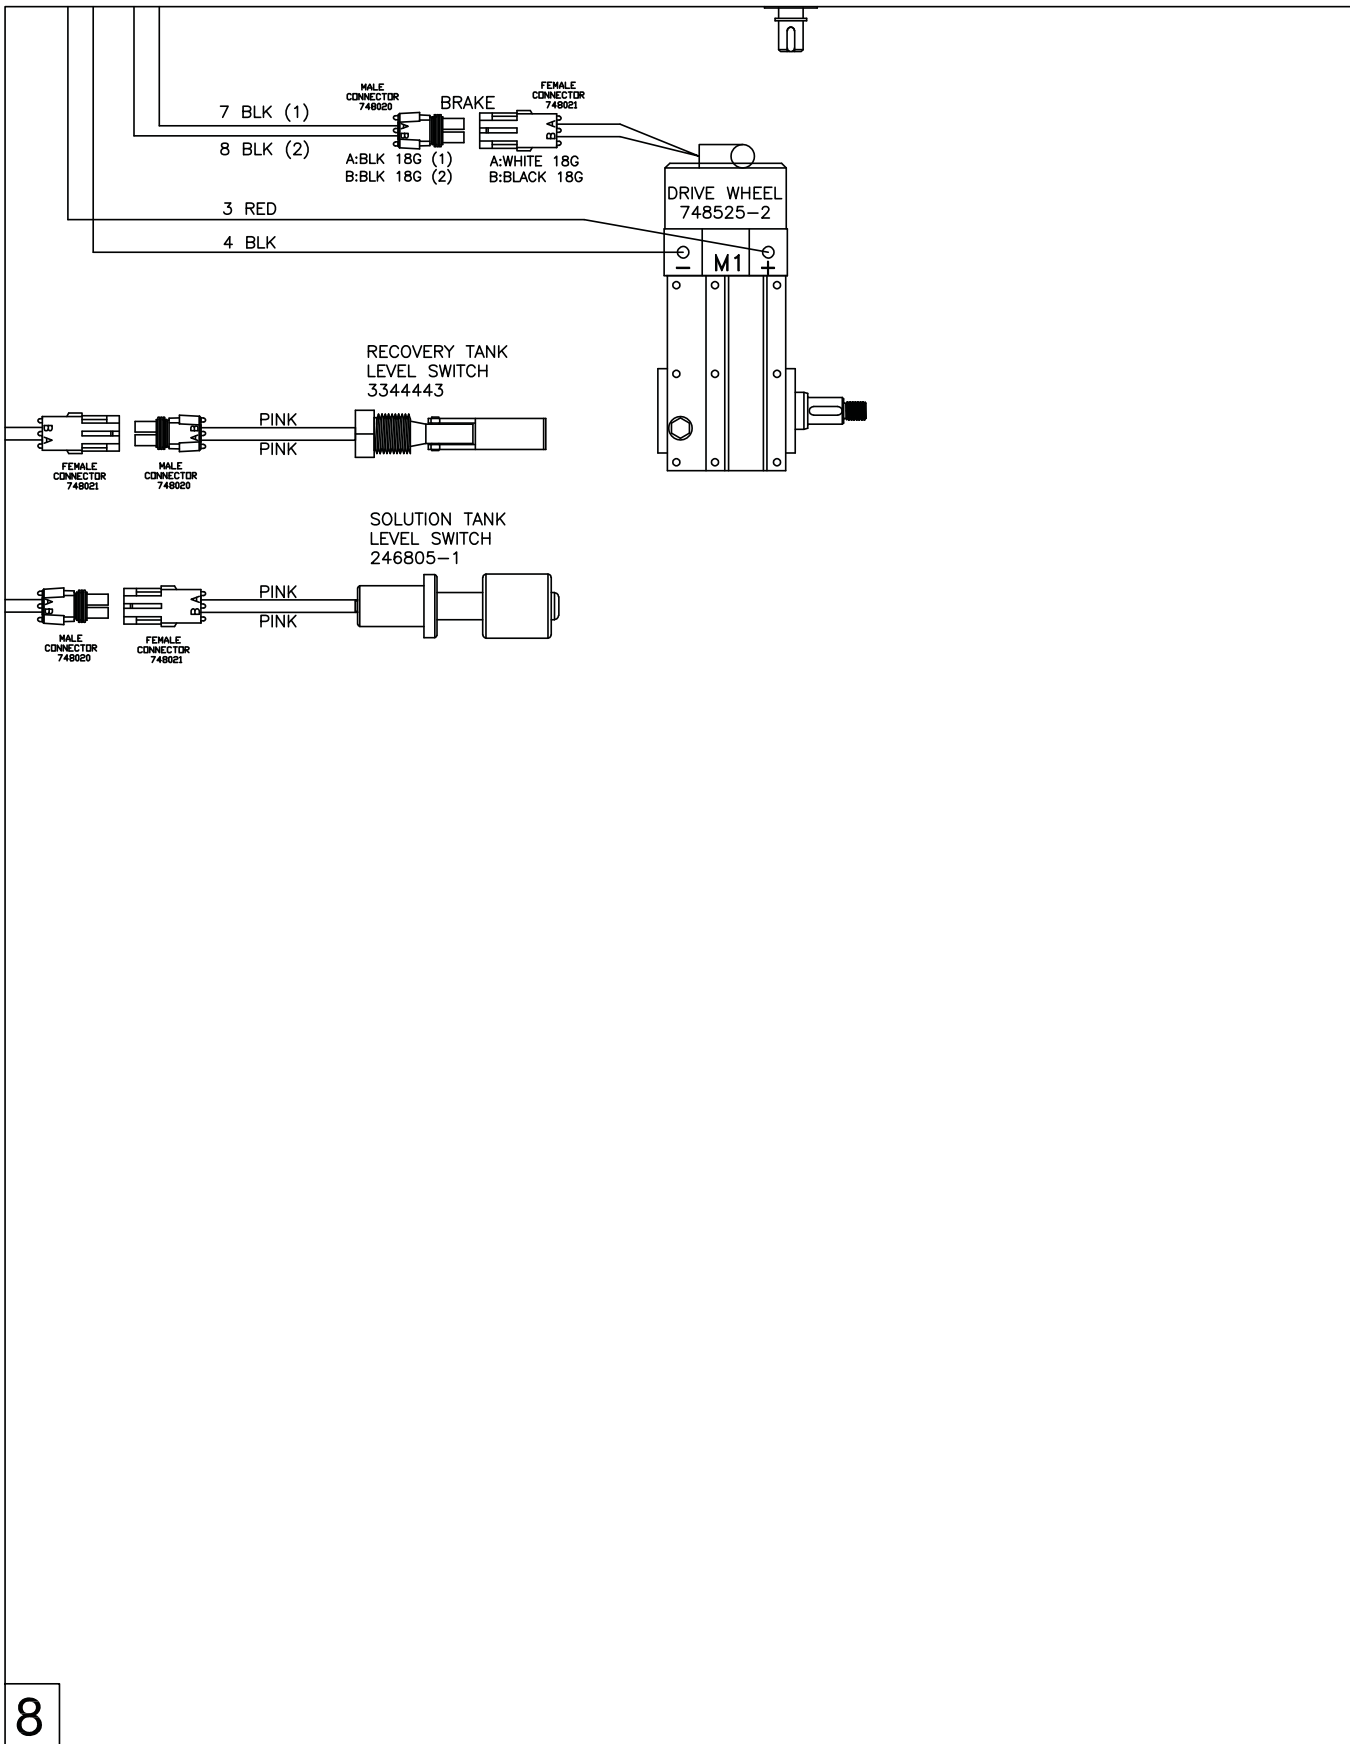 MALE
CONNECTOR
748020
BRAKE
FEMALE
CONNECTOR
748021
7 BLK (1)
8 BLK (2)
A
B
A
B
A:BLK 18G (1)
B:BLK 18G (2)
A:WHITE 18G
B:BLACK 18G
DRIVE WHEEL
748525-2
3 RED
4 BLK
- M1 +
RECOVERY TANK
LEVEL SWITCH
3344443
B
A
B
A
PINK
PINK
FEMALE
CONNECTOR
748021
MALE
CONNECTOR
748020
SOLUTION TANK
LEVEL SWITCH
246805-1
A
B
A
B
PINK
PINK
MALE
CONNECTOR
748020
FEMALE
CONNECTOR
748021
8